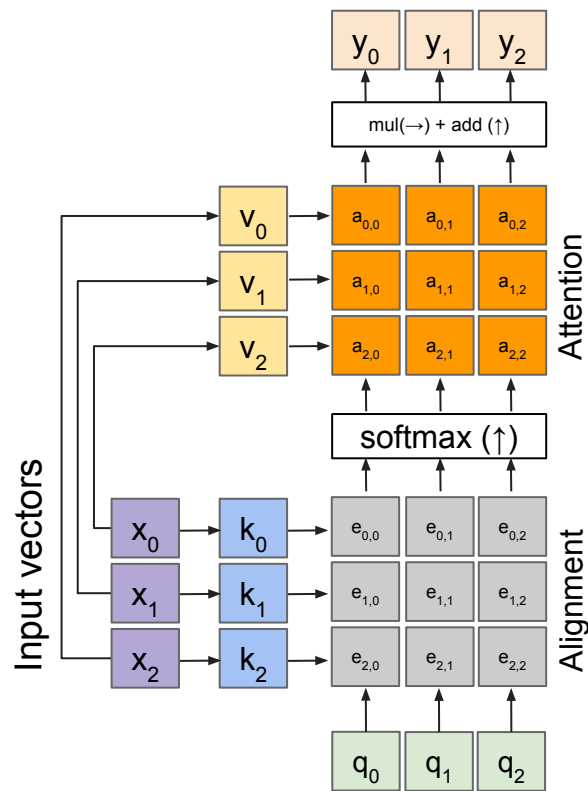 y0 y1 y2
mul(→) + add (↑)
v0 a0,0 a0,1 a0,2
v1 a1,0 a1,1 a1,2
v2 a2,0 a2,1 a2,2
Attention
softmax (↑)
Input vectors
x0 k0 e0,0 e0,1 e0,2
x1 k1 e1,0 e1,1 e1,2
x2 k2 e2,0 e2,1 e2,2
Alignment
q0 q1 q2